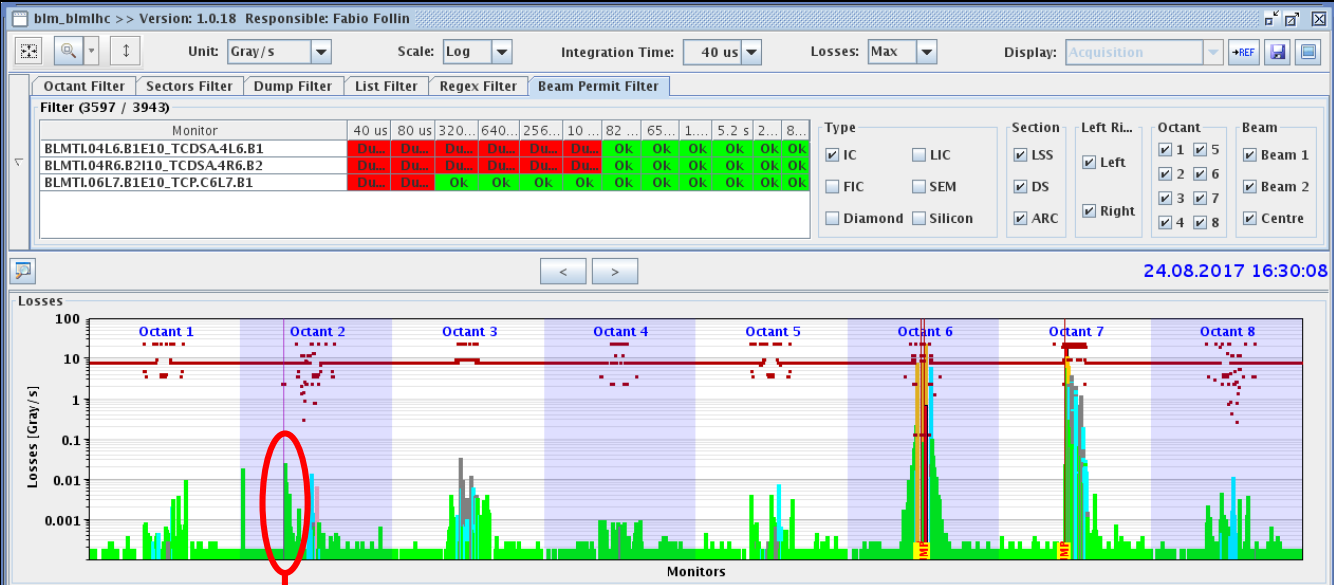 blm_blmlhc >> Version: 1.0.18 Responsible: Fabio Follin
Unit: Gray/s Scale: Log Integration Time: 40 us Losses: Max Display: Acquisition →REF
Octant Filter Sectors Filter Dump Filter List Filter Regex Filter Beam Permit Filter
Filter (3597 / 3943)
Monitor 40 us 80 us 320... 640... 256... 10 ... 82 ... 65... 1.... 5.2 s 2... 8...
BLMTI.04L6.B1E10_TCDSA.4L6.B1 Du... Du... Du... Du... Du... Du... Ok Ok Ok Ok Ok Ok
BLMTI.04R6.B2I10_TCDSA.4R6.B2 Du... Du... Du... Du... Du... Du... Ok Ok Ok Ok Ok Ok
BLMTI.06L7.B1E10_TCP.C6L7.B1 Du... Du... Ok Ok Ok Ok Ok Ok Ok Ok Ok Ok
Type
IC LIC
FIC SEM
Diamond Silicon
Section
LSS
DS
ARC
Left Ri...
Left
Right
Octant
1 5
2 6
3 7
4 8
Beam
Beam 1
Beam 2
Centre
< >
24.08.2017 16:30:08
Losses
Octant 1 Octant 2 Octant 3 Octant 4 Octant 5 Octant 6 Octant 7 Octant 8
100
10
1
0.1
0.01
0.001
Losses [Gray/s]
IMP IMP
Monitors